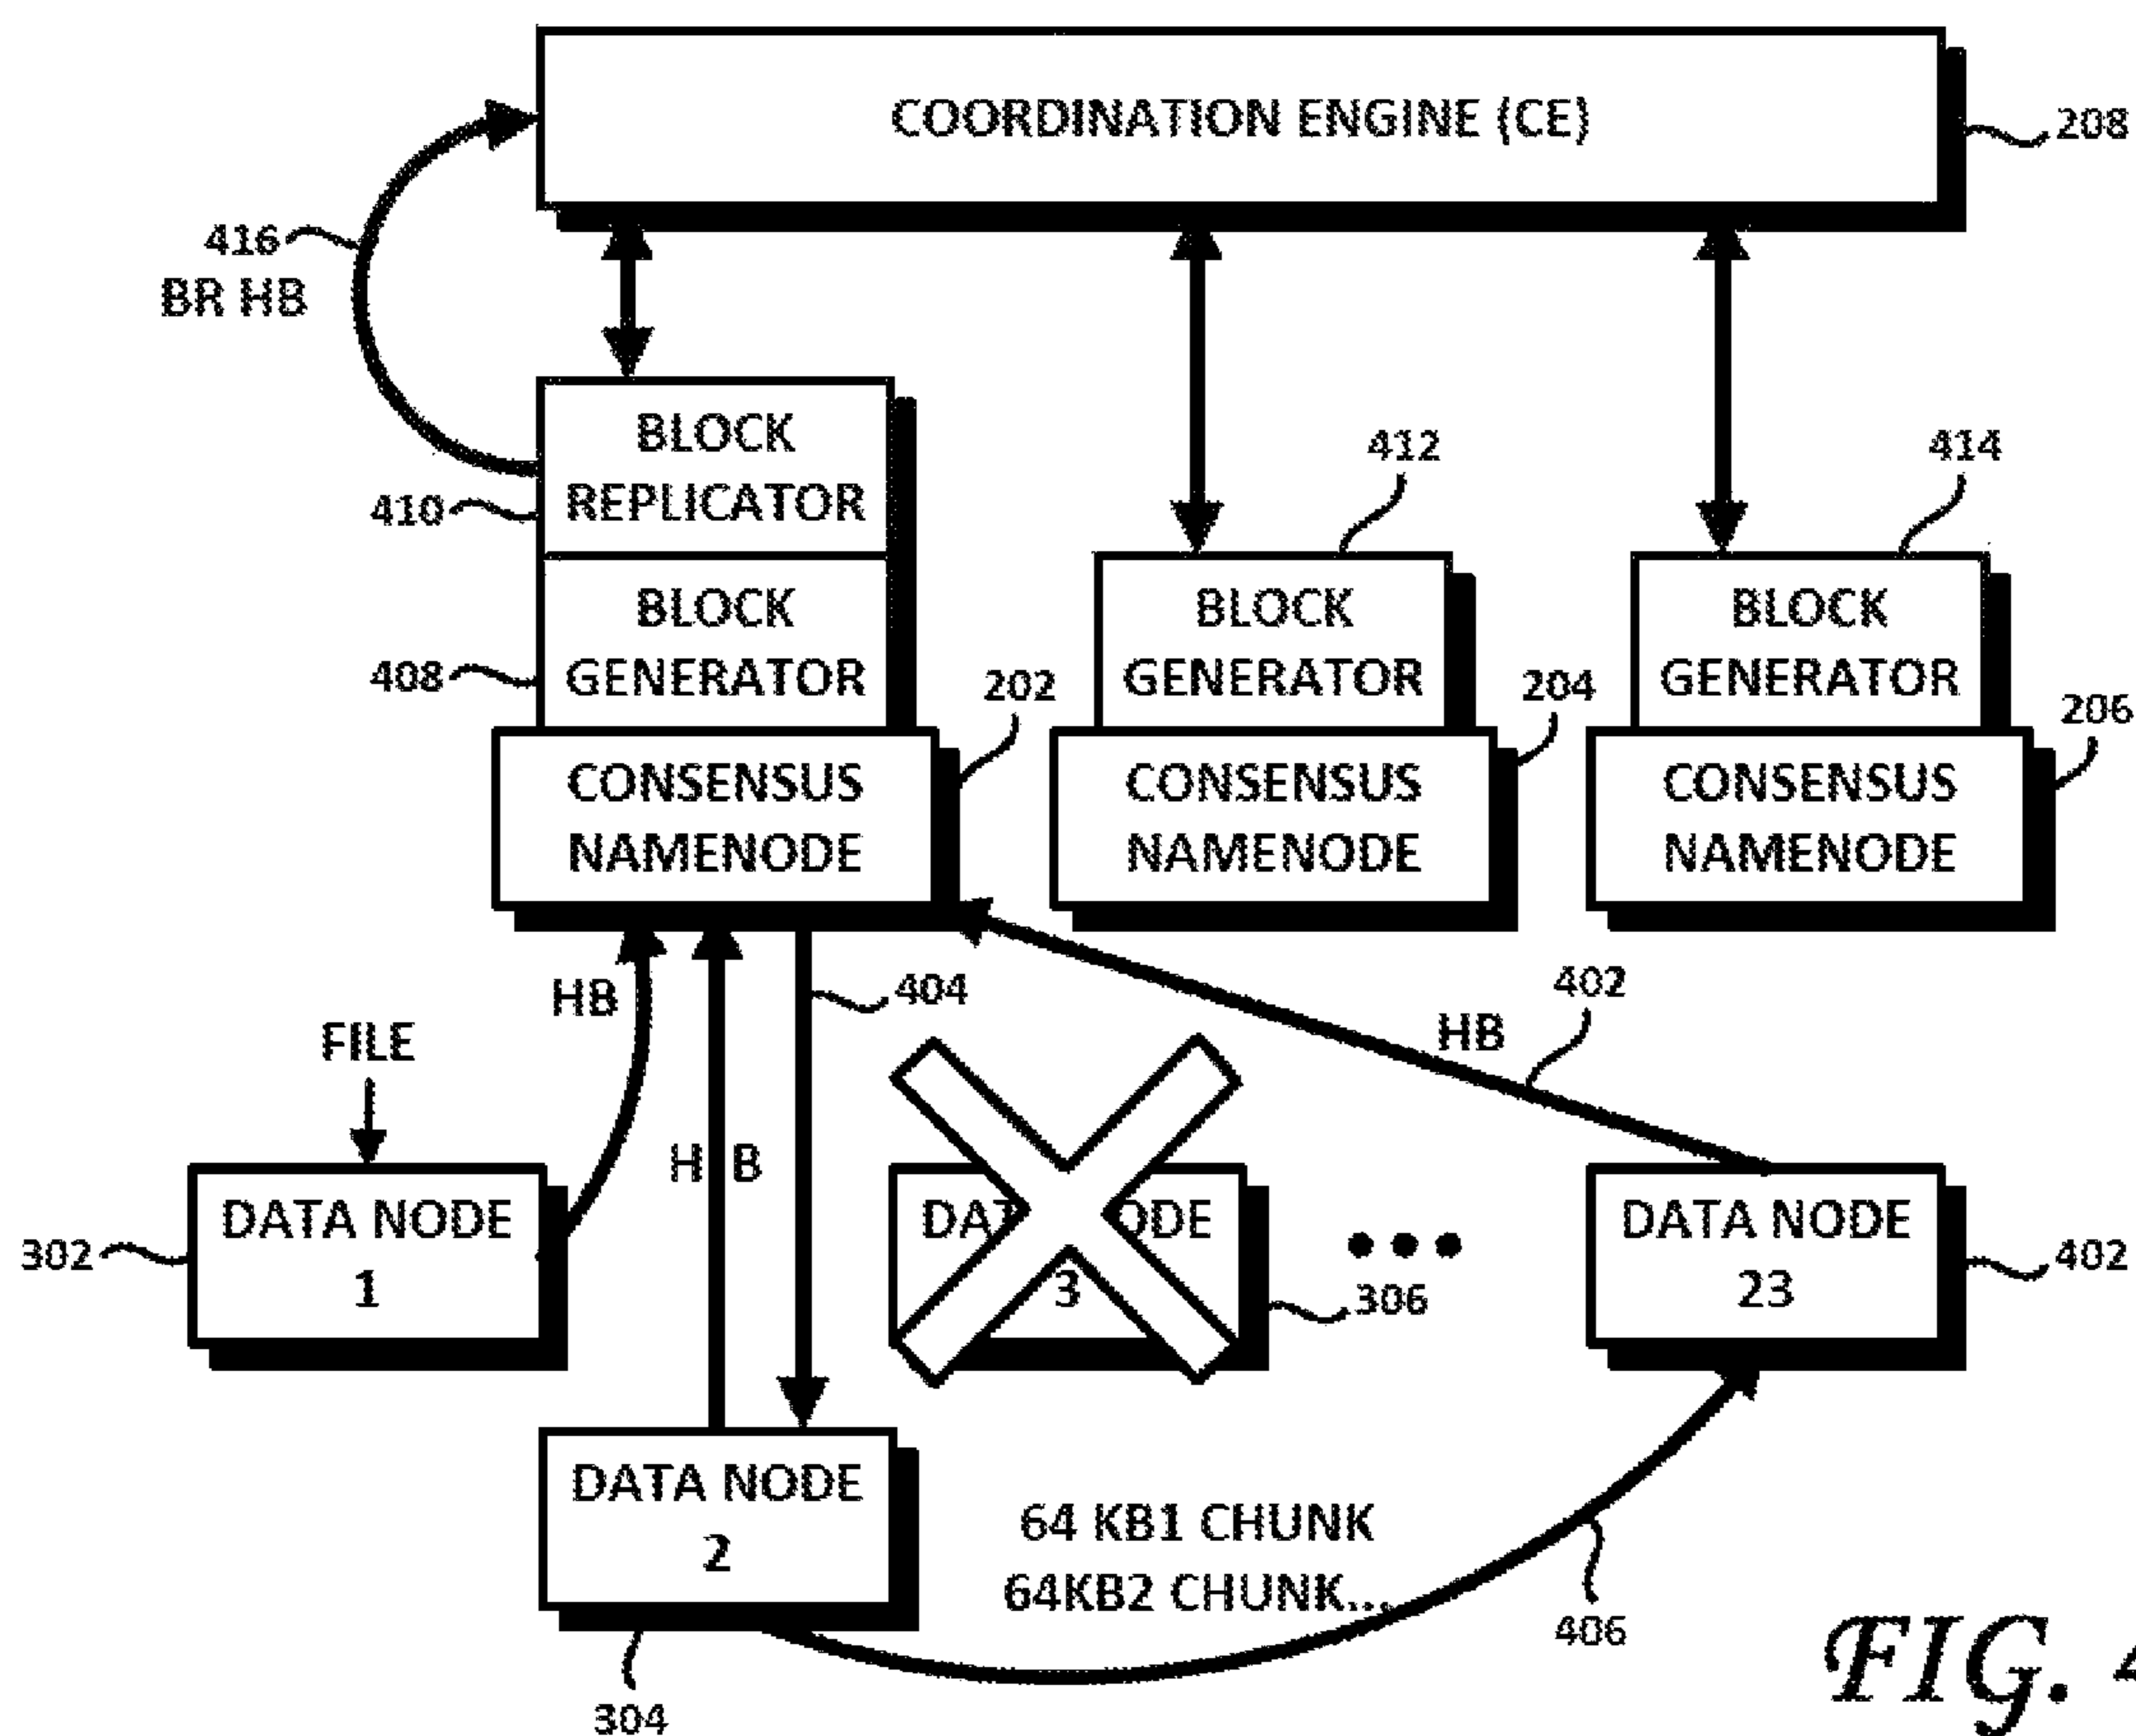 COORDINATION ENGINE (CE)
208
416
BR HB
BLOCK
REPLICATOR
410
412
414
BLOCK
GENERATOR
408
BLOCK
GENERATOR
BLOCK
GENERATOR
202
204
206
CONSENSUS
NAMENODE
CONSENSUS
NAMENODE
CONSENSUS
NAMENODE
HB
404
402
HB
FILE
HB
DATA NODE
1
302
3
306
DATA NODE
23
402
DATA NODE
2
304
64 KB1 CHUNK
64KB2 CHUNK...
406
FIG. 4